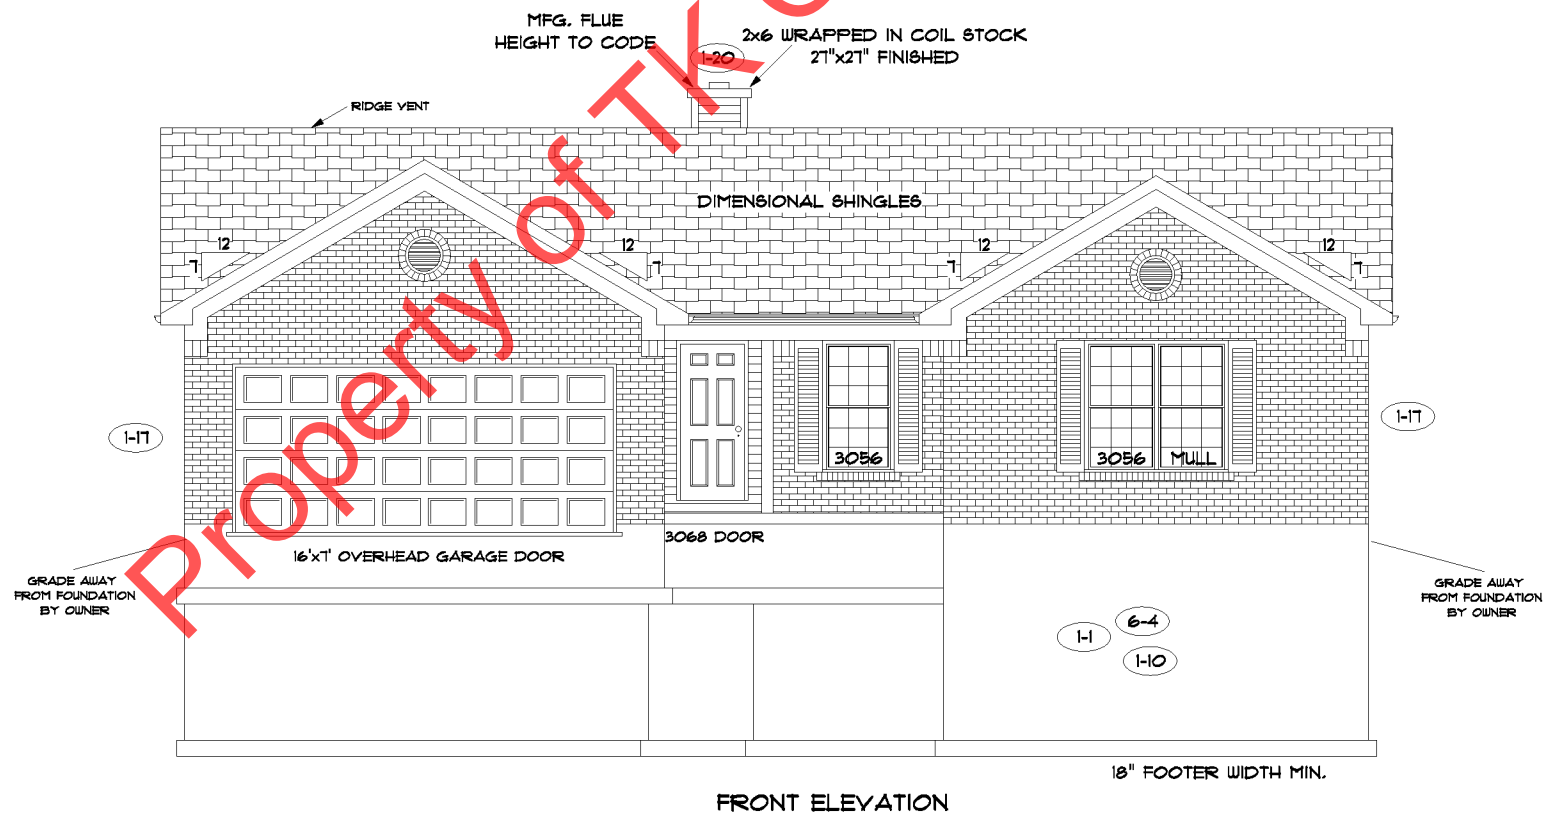 MFG. FLUE
HEIGHT TO CODE
1-20
2x6 WRAPPED IN COIL STOCK
27"x27" FINISHED
RIDGE VENT
DIMENSIONAL SHINGLES
12
7
12
7
12
7
12
7
1-17
1-17
3056
3056 MULL
3068 DOOR
16'x7' OVERHEAD GARAGE DOOR
GRADE AWAY
FROM FOUNDATION
BY OWNER
GRADE AWAY
FROM FOUNDATION
BY OWNER
6-4
1-1
1-10
18" FOOTER WIDTH MIN.
FRONT ELEVATION
Property of TK